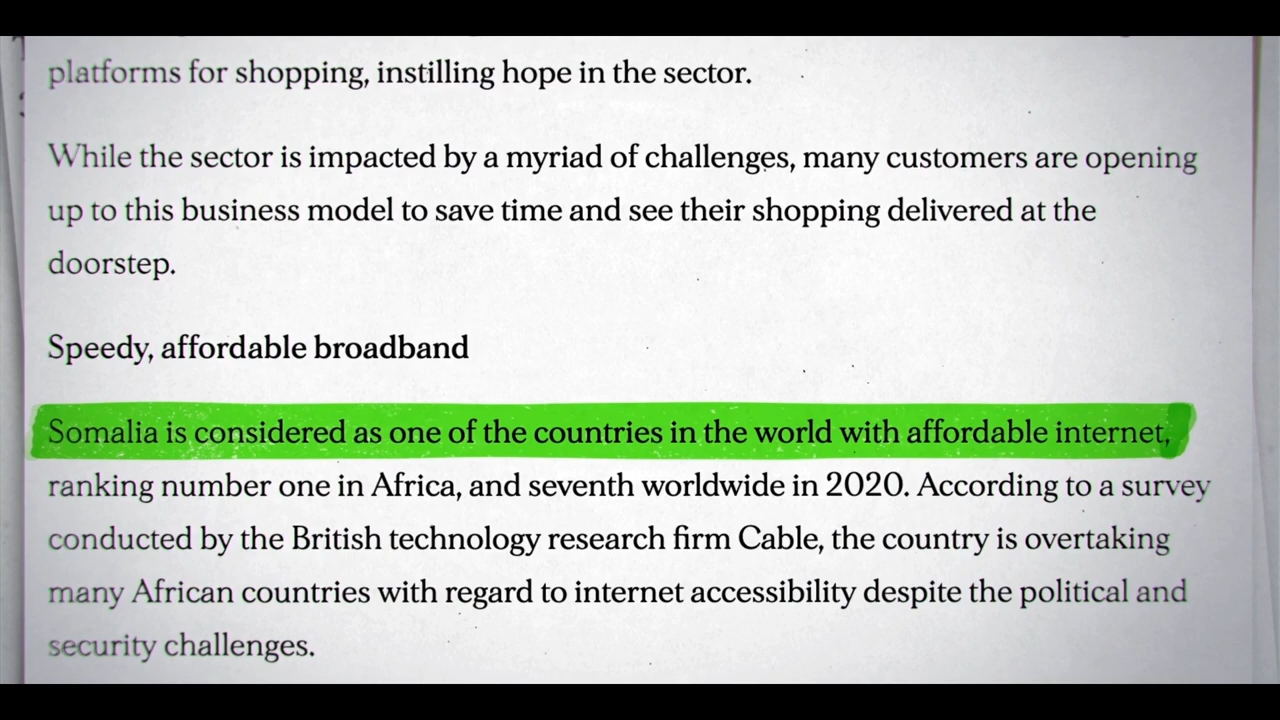 platforms for shopping, instilling hope in the sector.
While the sector is impacted by a myriad of challenges, many customers are opening
up to this business model to save time and see their shopping delivered at the
doorstep.
Speedy, affordable broadband
Somalia is considered as one of the countries in the world with affordable internet,
ranking number one in Africa, and seventh worldwide in 2020. According to a survey
conducted by the British technology research firm Cable, the country is overtaking
many African countries with regard to internet accessibility despite the political and
security challenges.